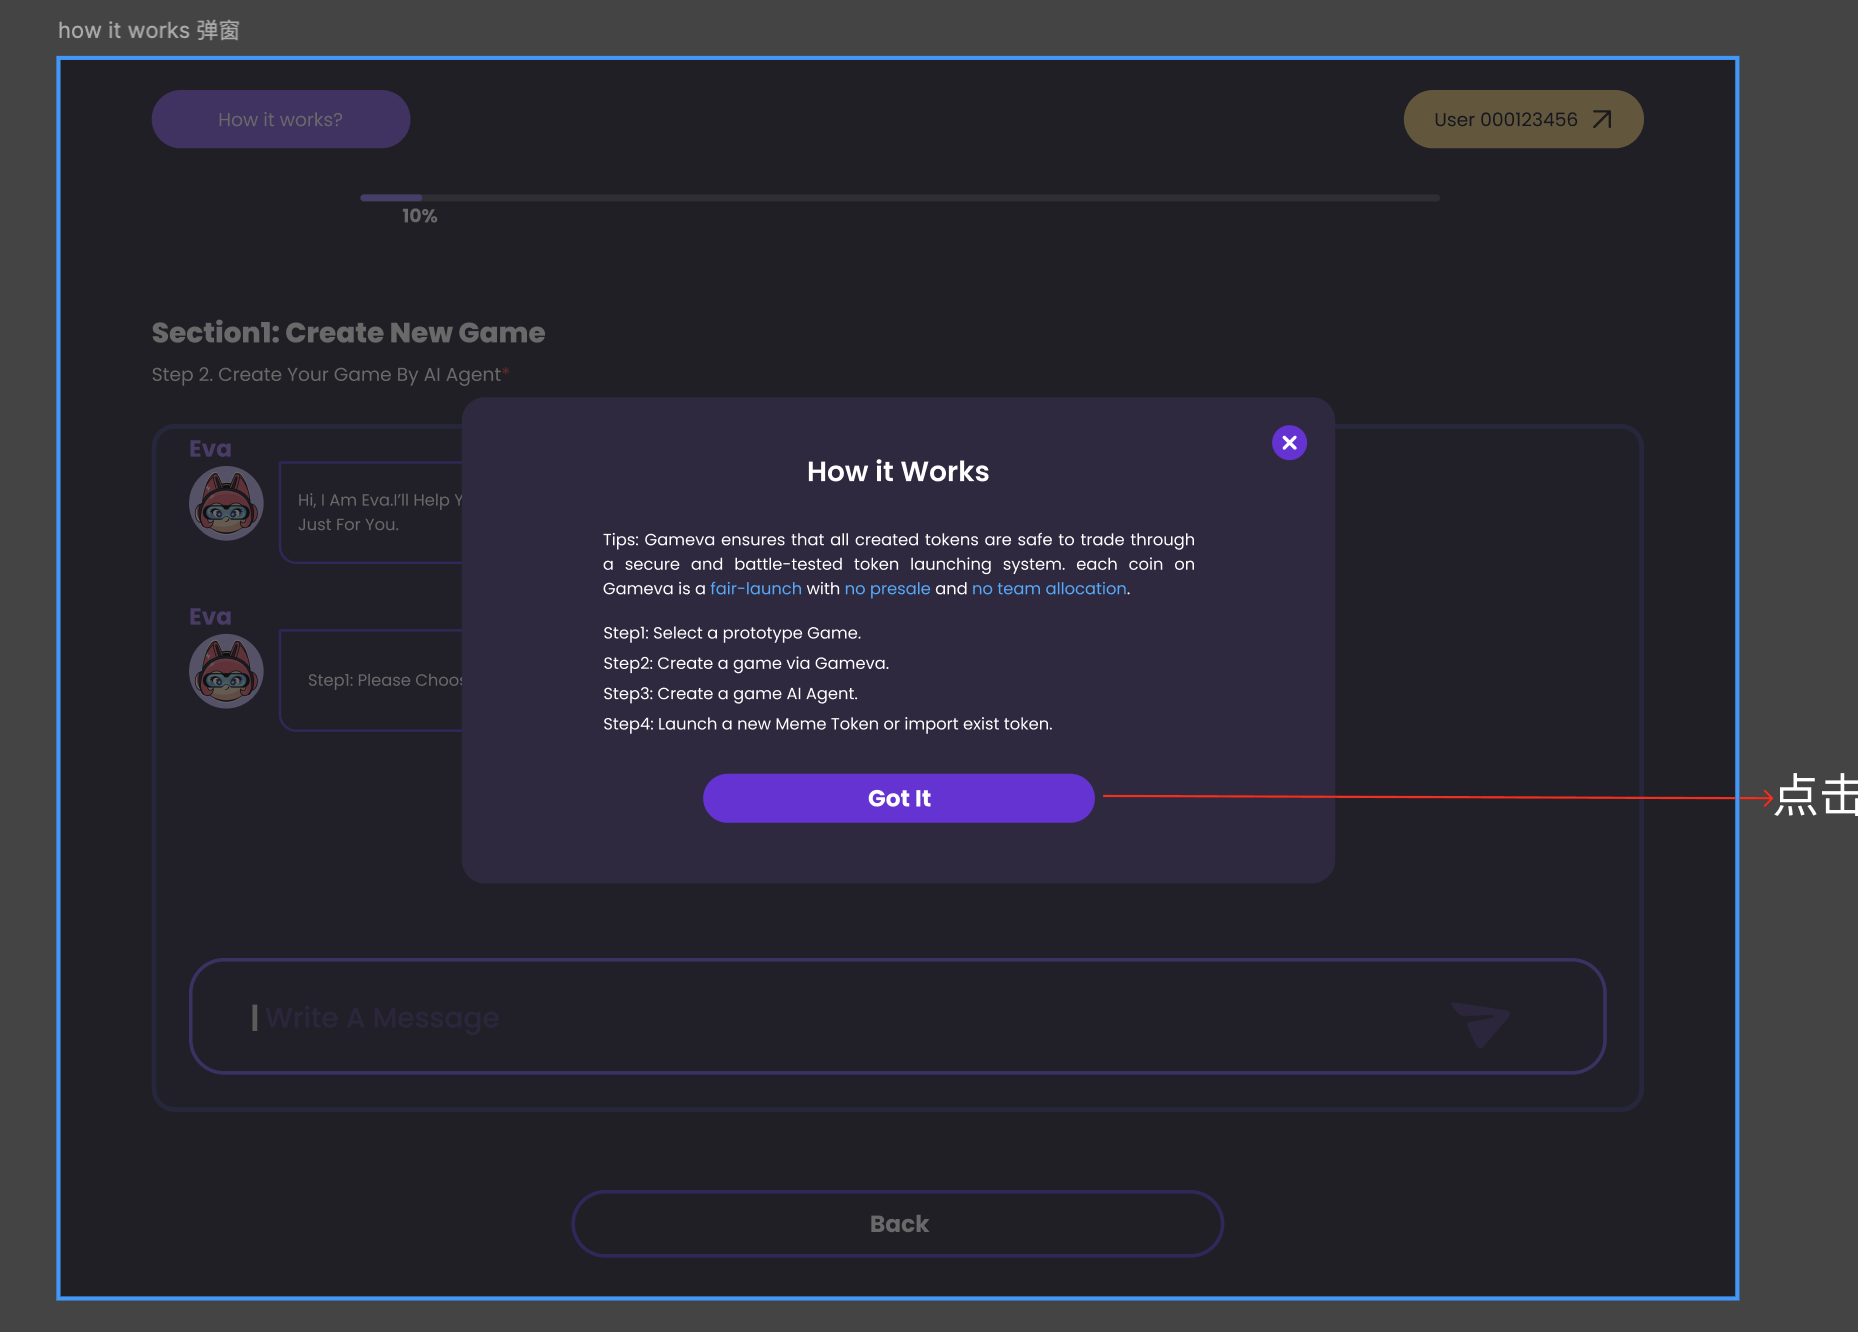 how it works 弹窗
How it works?
User 000123456
10%
Section1: Create New Game
Step 2. Create Your Game By AI Agent*
Eva
Hi, I Am Eva.I'll Help Y
Just For You.
Eva
Step1: Please Choos
How it Works
Tips: Gameva ensures that all created tokens are safe to trade through
a secure and battle-tested token launching system. each coin on
Gameva is a fair-launch with no presale and no team allocation.
Step1: Select a prototype Game.
Step2: Create a game via Gameva.
Step3: Create a game AI Agent.
Step4: Launch a new Meme Token or import exist token.
Got It
点击
Write A Message
Back